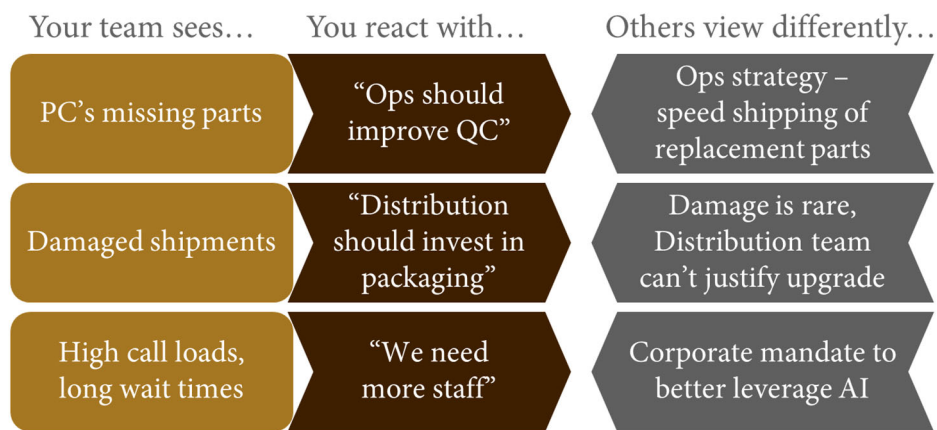 Your team sees…
You react with…
Others view differently…
PC’s missing parts
“Ops should
improve QC”
Ops strategy –
speed shipping of
replacement parts
Damaged shipments
“Distribution
should invest in
packaging”
Damage is rare,
Distribution team
can’t justify upgrade
High call loads,
long wait times
“We need
more staff”
Corporate mandate to
better leverage AI